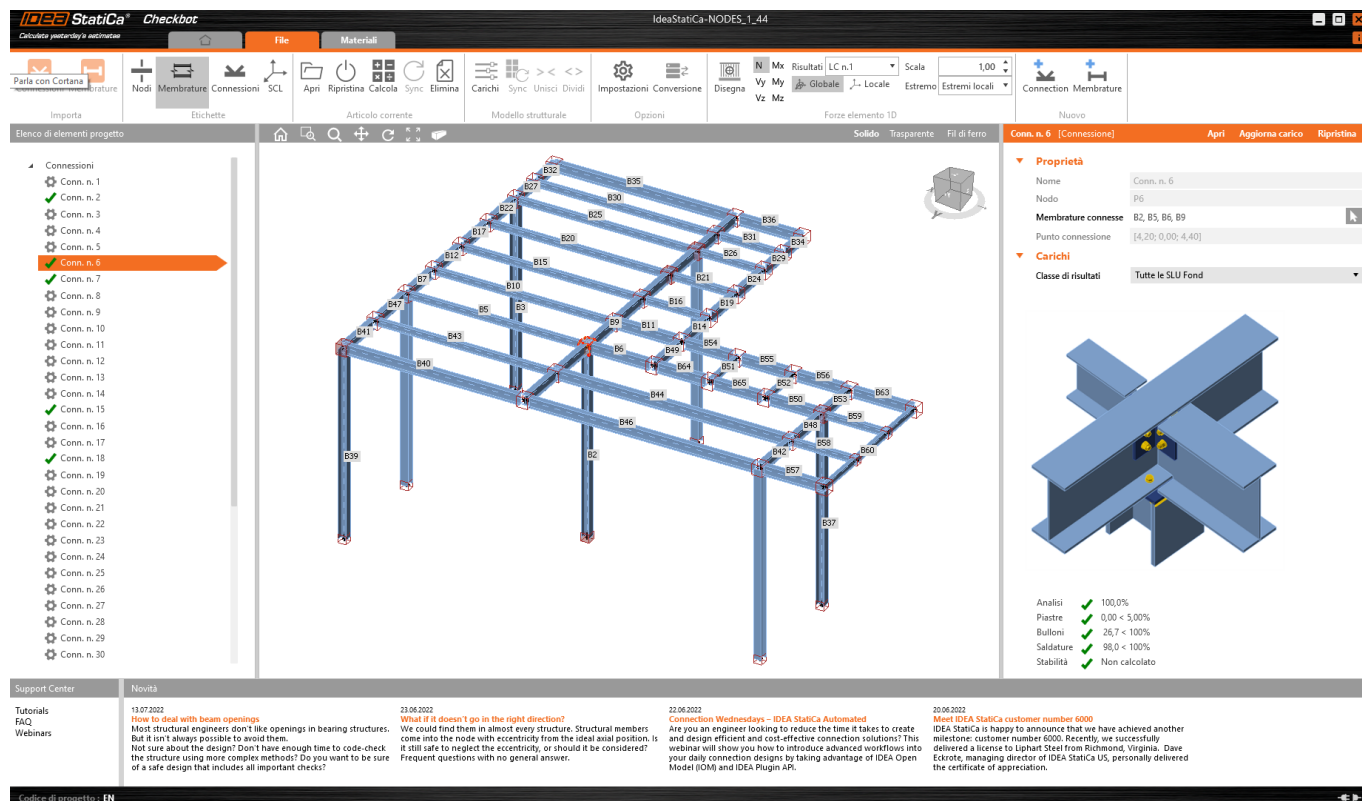 IDEA StatiCa® Checkbot
IdeaStatiCa-NODES_1_44
Calculate yesterday's estimates
File
Materiali
Parla con Cortana
Nodi Membrature Connessioni SCL
Apri Ripristina Calcola Sync Elimina
Carichi Sync Unisci Dividi
Impostazioni Conversione
Disegna
N Mx Risultati LC n.1 Scala 1,00
Vy My Globale Locale Estremo Estremi locali
Vz Mz
Connection Membrature
Importa
Etichette
Articolo corrente
Modello strutturale
Opzioni
Forze elemento 1D
Nuovo
Elenco di elementi progetto
Solido Trasparente Fil di ferro
Conn. n. 6 [Connessione] Apri Aggiorna carico Ripristina
Connessioni
Conn. n. 1
Conn. n. 2
Conn. n. 3
Conn. n. 4
Conn. n. 5
Conn. n. 6
Conn. n. 7
Conn. n. 8
Conn. n. 9
Conn. n. 10
Conn. n. 11
Conn. n. 12
Conn. n. 13
Conn. n. 14
Conn. n. 15
Conn. n. 16
Conn. n. 17
Conn. n. 18
Conn. n. 19
Conn. n. 20
Conn. n. 21
Conn. n. 22
Conn. n. 23
Conn. n. 24
Conn. n. 25
Conn. n. 26
Conn. n. 27
Conn. n. 28
Conn. n. 29
Conn. n. 30
B32
B35
B27
B30
B22
B25
B36
B17
B20
B31
B34
B12
B15
B26
B29
B7
B10
B21
B24
B47
B5
B3
B16
B19
B41
B43
B9
B11
B14
B40
B6
B49
B54
B64
B51
B55
B65
B52
B56
B44
B50
B53
B63
B46
B48
B59
B39
B2
B42
B58
B60
B57
B37
Proprietà
Nome Conn. n. 6
Nodo P6
Membrature connesse B2, B5, B6, B9
Punto connessione [4,20; 0,00; 4,40]
Carichi
Classe di risultati Tutte le SLU Fond
Analisi 100,0%
Piastre 0,00 < 5,00%
Bulloni 26,7 < 100%
Saldature 98,0 < 100%
Stabilità Non calcolato
Support Center
Novità
Tutorials
FAQ
Webinars
13.07.2022
How to deal with beam openings
Most structural engineers don't like openings in bearing structures.
But it isn't always possible to avoid them.
Not sure about the design? Don't have enough time to code-check
the structure using more complex methods? Do you want to be sure
of a safe design that includes all important checks?
23.06.2022
What if it doesn't go in the right direction?
We could find them in almost every structure. Structural members
come into the node with eccentricity from the ideal axial position. Is
it still safe to neglect the eccentricity, or should it be considered?
Frequent questions with no general answer.
22.06.2022
Connection Wednesdays – IDEA StatiCa Automated
Are you an engineer looking to reduce the time it takes to create
and design efficient and cost-effective connection solutions? This
webinar will show you how to introduce advanced workflows into
your daily connection designs by taking advantage of IDEA Open
Model (IOM) and IDEA Plugin API.
20.06.2022
Meet IDEA StatiCa customer number 6000
IDEA StatiCa is happy to announce that we have achieved another
milestone: customer number 6000. Recently, we successfully
delivered a license to Liphart Steel from Richmond, Virginia. Dave
Eckrote, managing director of IDEA StatiCa US, personally delivered
the certificate of appreciation.
Codice di progetto : EN